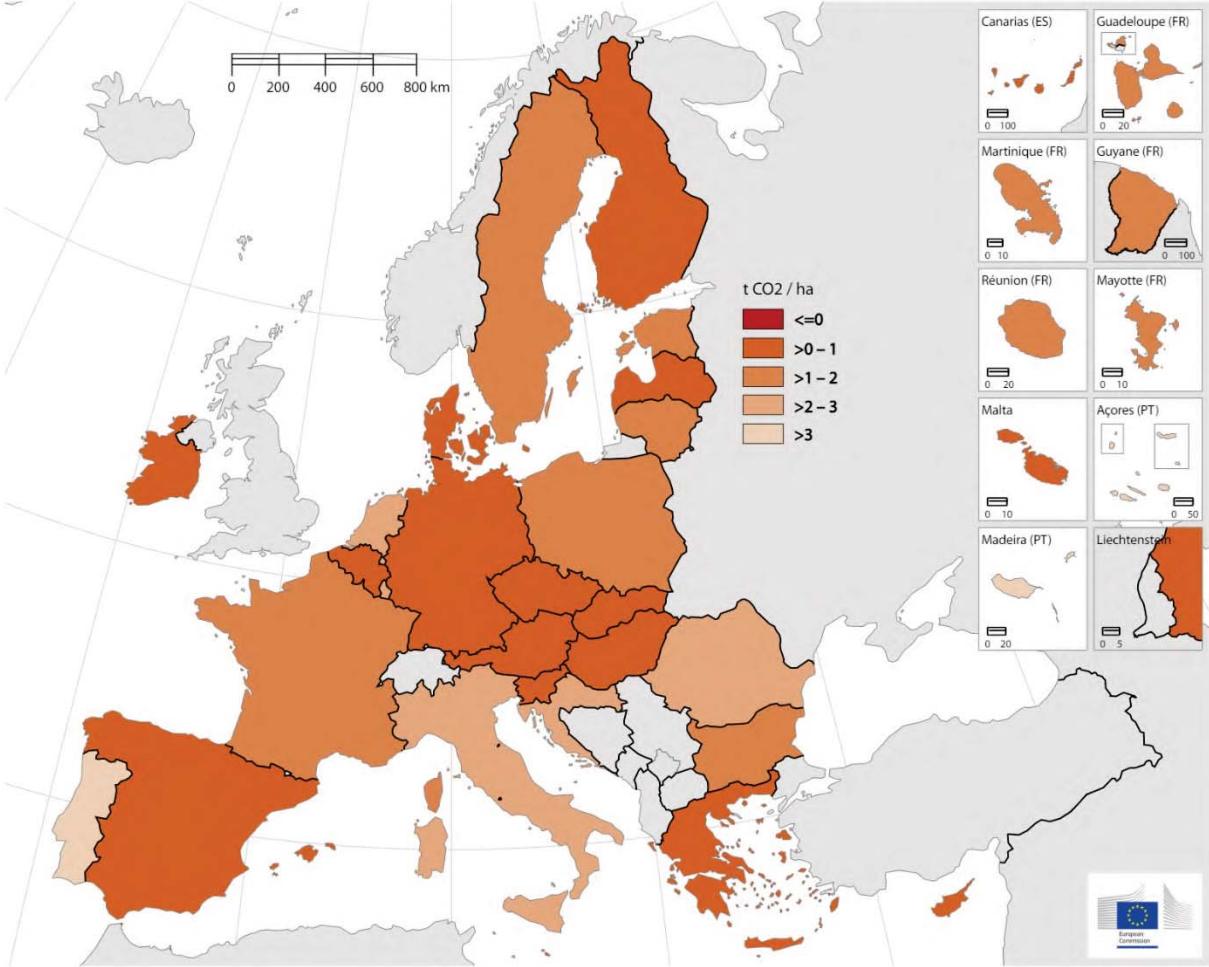 0 200 400 600 800 km
t CO2 / ha
<=0
>0 – 1
>1 – 2
>2 – 3
>3
Canarias (ES)
0 100
Guadeloupe (FR)
0 20
Martinique (FR)
0 10
Guyane (FR)
0 100
Réunion (FR)
0 20
Mayotte (FR)
0 10
Malta
0 10
Açores (PT)
0 50
Madeira (PT)
0 20
Liechtenstein
0 5
European
Commission